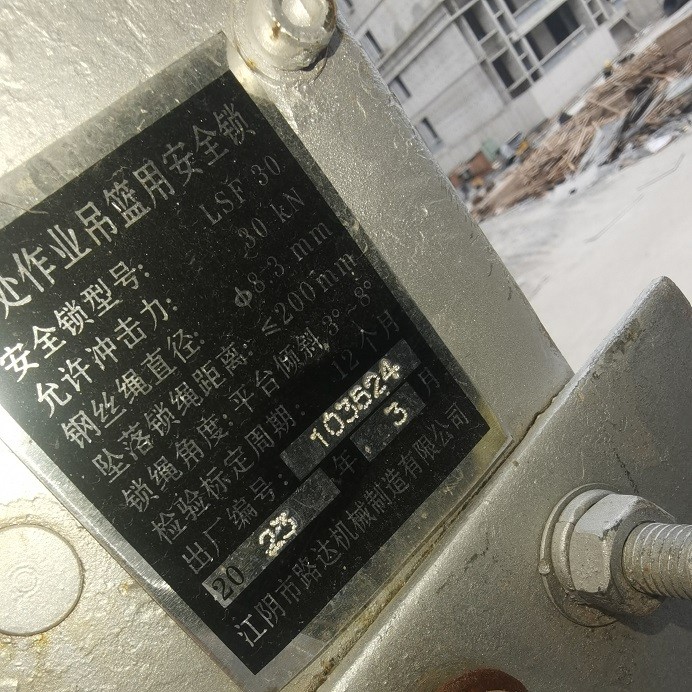 处作业吊篮用安全锁
安全锁型号: LSF 30
允许冲击力: 30 kN
钢丝绳直径: Φ8.3 mm
坠落锁绳距离: ≤200mm
锁绳角度:平台倾斜3°~8°
检验标定周期: 12个月
出厂编号: 103524
2023年3月
江阴市路达机械制造有限公司